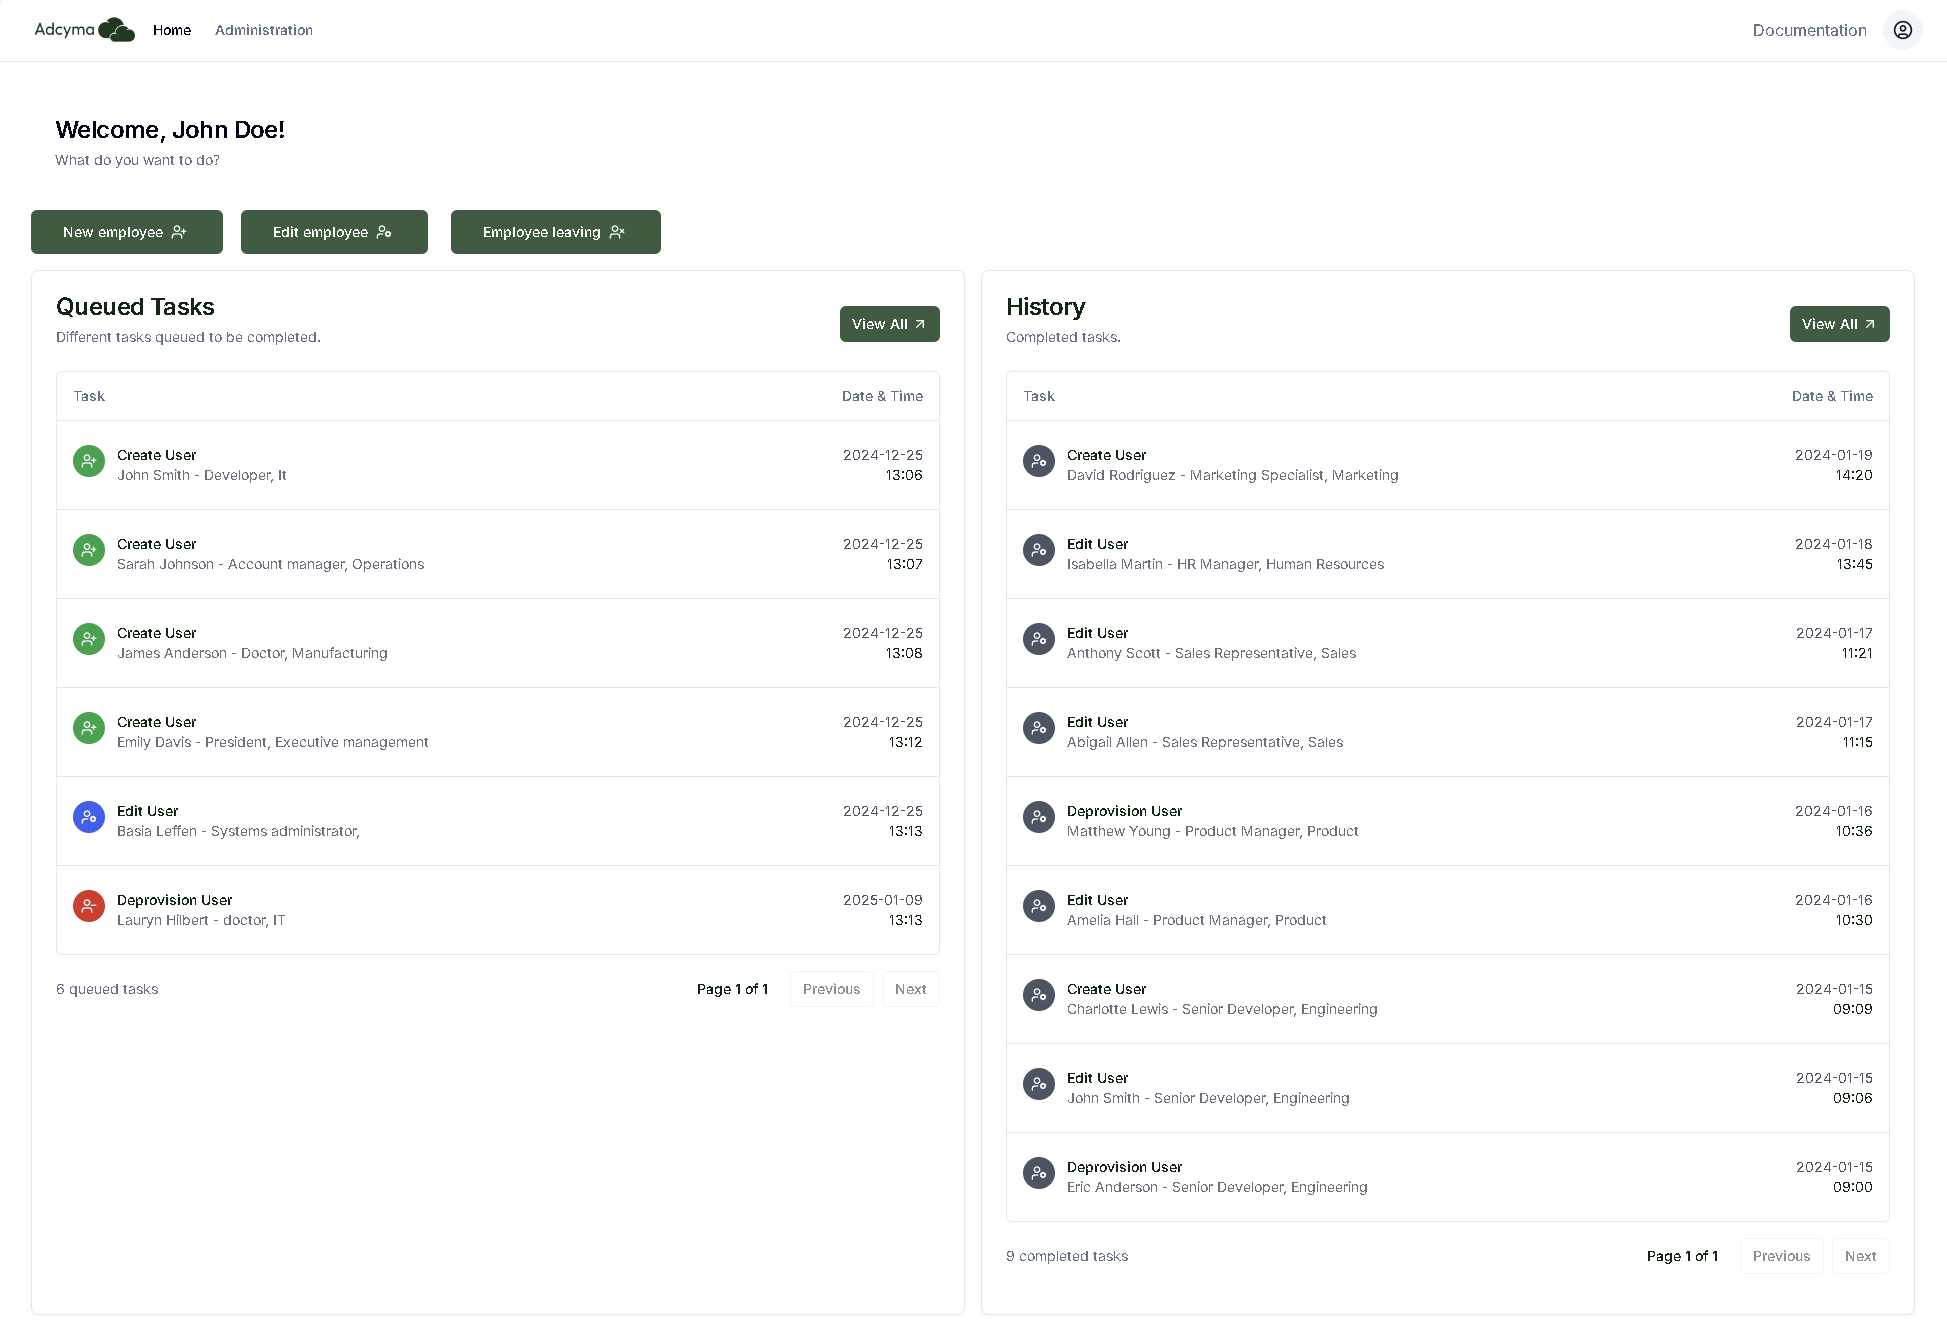 Adcyma Home Administration Documentation
Welcome, John Doe!
What do you want to do?
New employee Edit employee Employee leaving
Queued Tasks
Different tasks queued to be completed.
View All
Task Date & Time
Create User 2024-12-25
John Smith - Developer, It 13:06
Create User 2024-12-25
Sarah Johnson - Account manager, Operations 13:07
Create User 2024-12-25
James Anderson - Doctor, Manufacturing 13:08
Create User 2024-12-25
Emily Davis - President, Executive management 13:12
Edit User 2024-12-25
Basia Leffen - Systems administrator, 13:13
Deprovision User 2025-01-09
Lauryn Hilbert - doctor, IT 13:13
6 queued tasks Page 1 of 1 Previous Next
History
Completed tasks.
View All
Task Date & Time
Create User 2024-01-19
David Rodriguez - Marketing Specialist, Marketing 14:20
Edit User 2024-01-18
Isabella Martin - HR Manager, Human Resources 13:45
Edit User 2024-01-17
Anthony Scott - Sales Representative, Sales 11:21
Edit User 2024-01-17
Abigail Allen - Sales Representative, Sales 11:15
Deprovision User 2024-01-16
Matthew Young - Product Manager, Product 10:36
Edit User 2024-01-16
Amelia Hall - Product Manager, Product 10:30
Create User 2024-01-15
Charlotte Lewis - Senior Developer, Engineering 09:09
Edit User 2024-01-15
John Smith - Senior Developer, Engineering 09:06
Deprovision User 2024-01-15
Eric Anderson - Senior Developer, Engineering 09:00
9 completed tasks Page 1 of 1 Previous Next